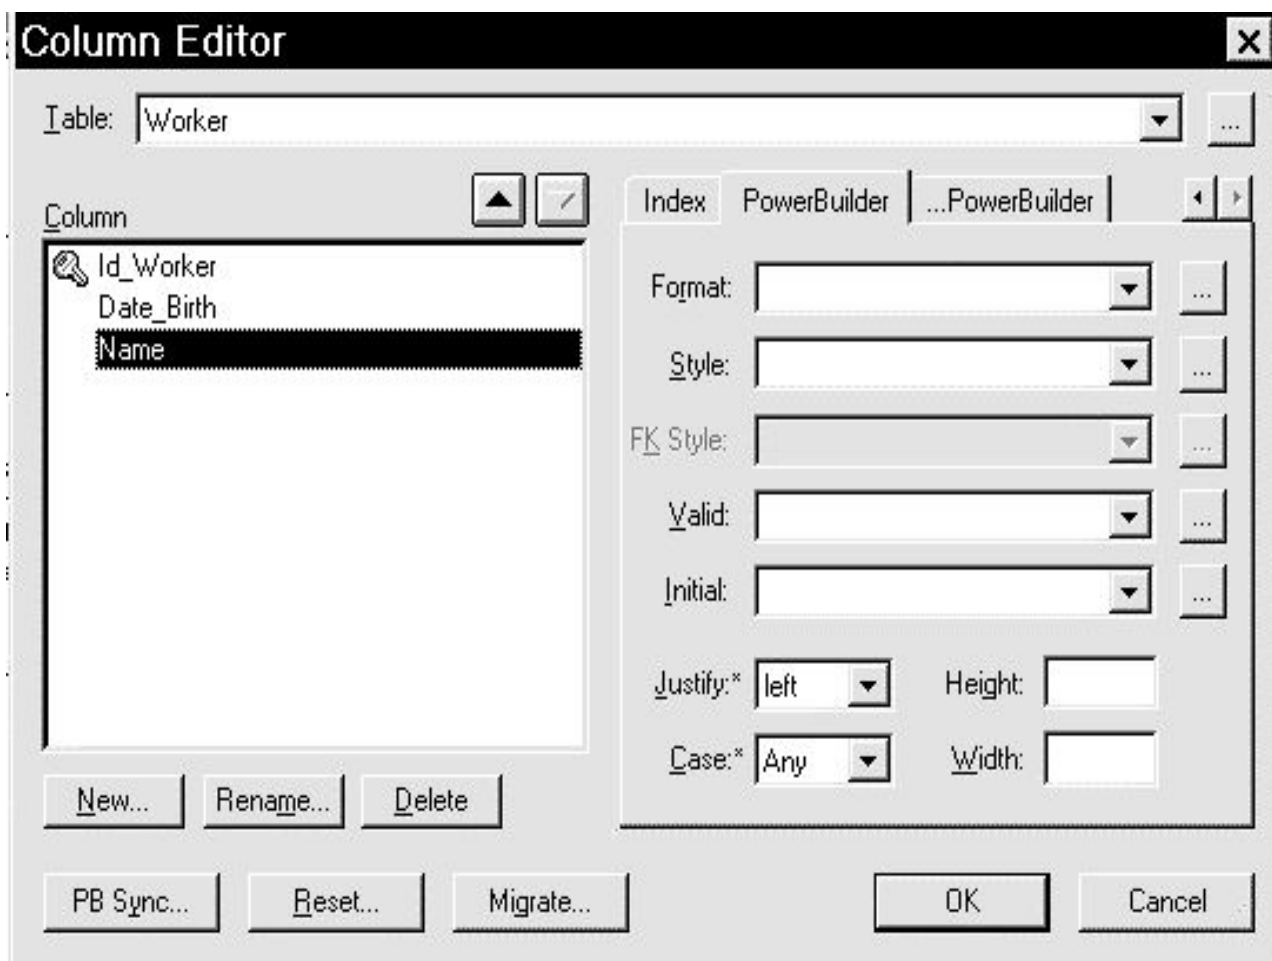 Column Editor
Table: Worker ...
Column
Id_Worker
Date_Birth
Name
New... Rename... Delete
Index PowerBuilder ...PowerBuilder
Format: ...
Style: ...
FK Style: ...
Valid: ...
Initial: ...
Justify:* left Height:
Case:* Any Width:
PB Sync... Reset... Migrate... OK Cancel